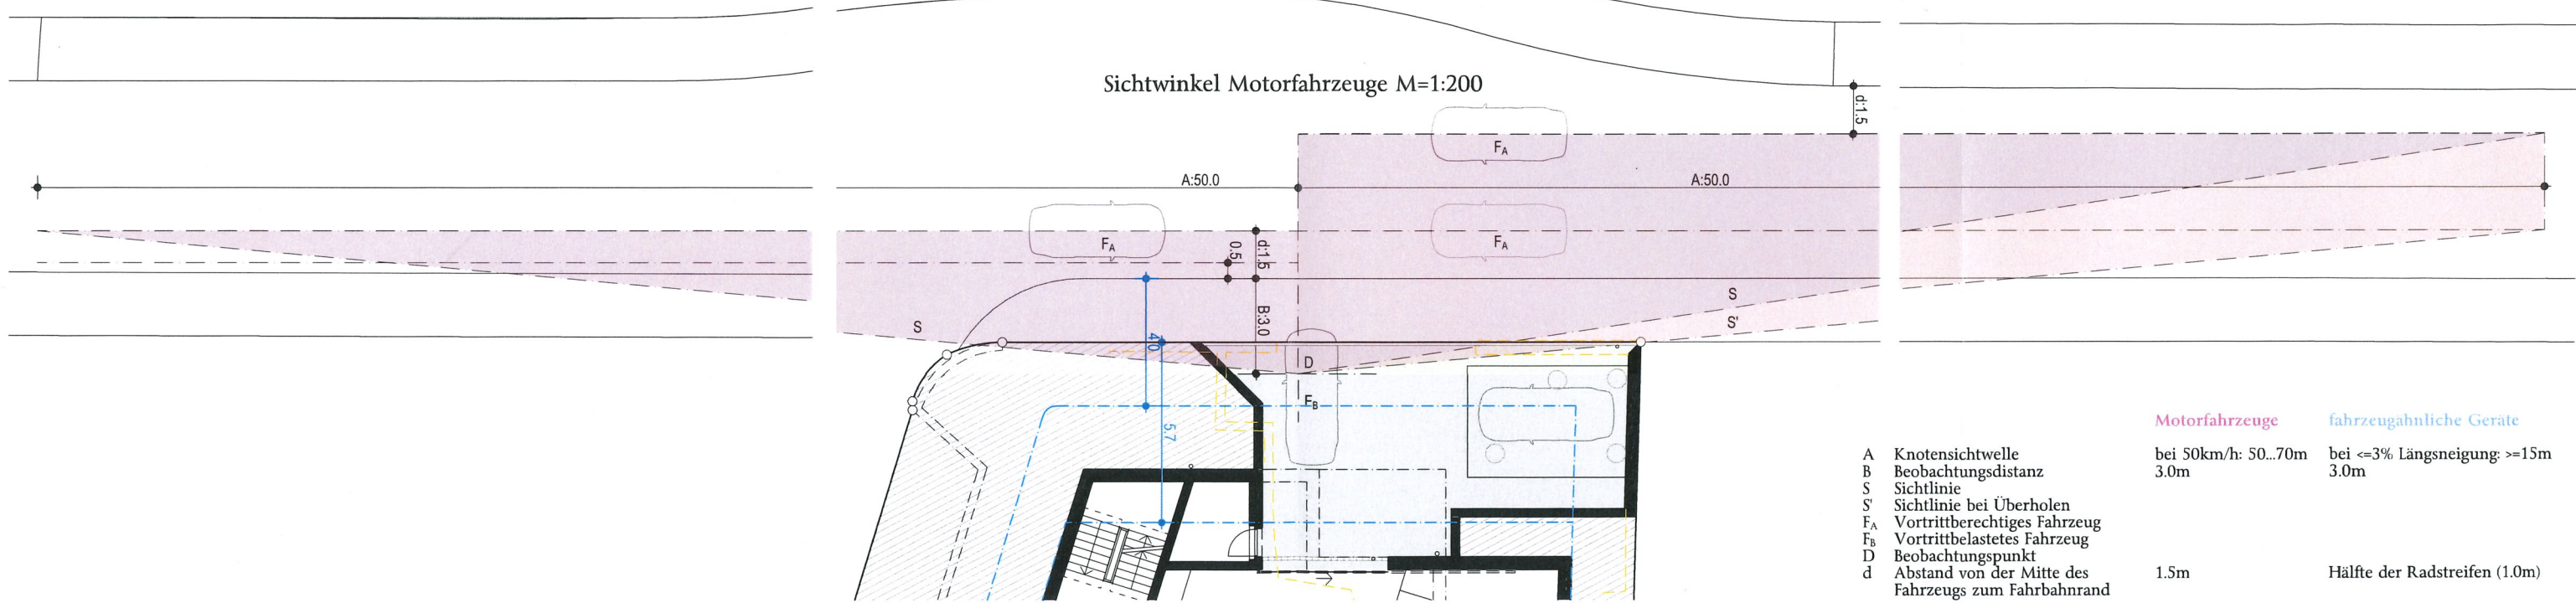 Sichtwinkel Motorfahrzeuge M=1:200
d:1.5
FA
A:50.0
A:50.0
FA
FA
0.5
d:1.5
B:3.0
S
S
S'
4.0
D
FB
5.7
Motorfahrzeuge fahrzeugähnliche Geräte
A Knotensichtwelle bei 50km/h: 50...70m bei <=3% Längsneigung: >=15m
B Beobachtungsdistanz 3.0m 3.0m
S Sichtlinie
S' Sichtlinie bei Überholen
FA Vortrittberechtiges Fahrzeug
FB Vortrittbelastetes Fahrzeug
D Beobachtungspunkt
d Abstand von der Mitte des 1.5m Hälfte der Radstreifen (1.0m)
Fahrzeugs zum Fahrbahnrand